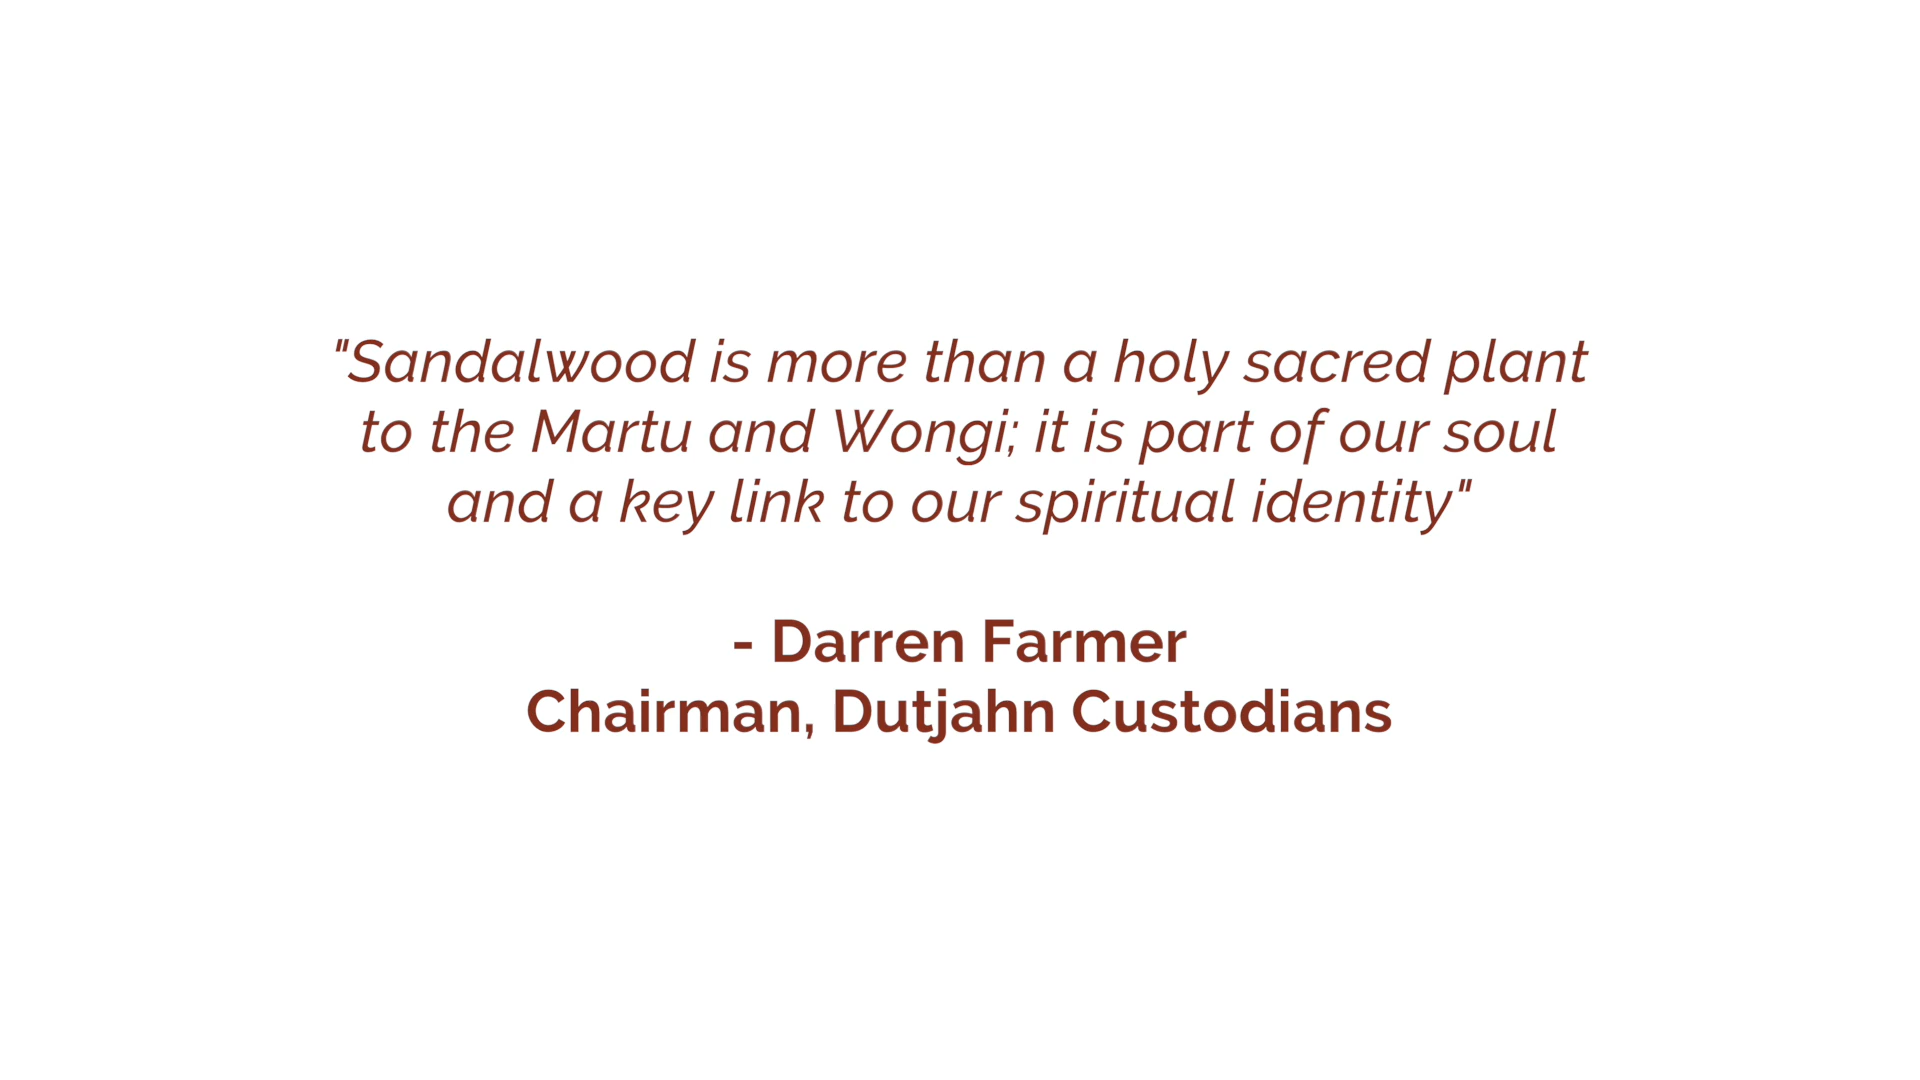 "Sandalwood is more than a holy sacred plant
to the Martu and Wongi; it is part of our soul
and a key link to our spiritual identity"
- Darren Farmer
Chairman, Dutjahn Custodians